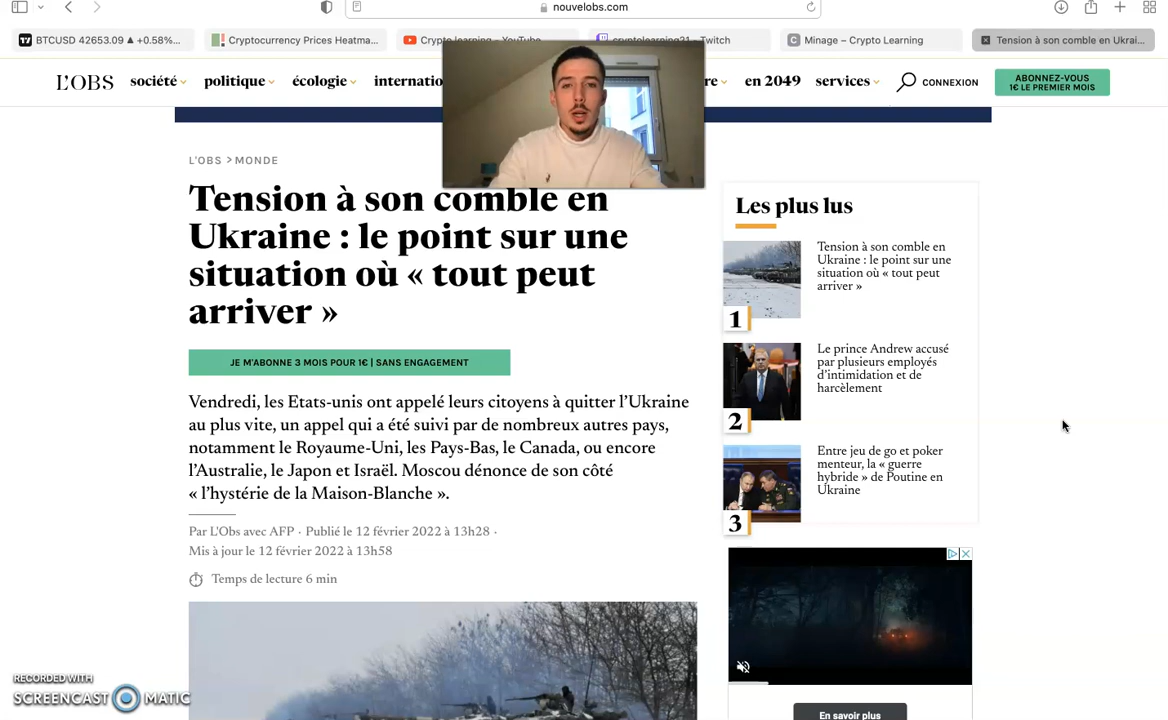 nouvelobs.com
BTCUSD 42653.09 ▲ +0.58%...
Cryptocurrency Prices Heatma...
Crypto learning - YouTube
cryptolearning21 - Twitch
Minage – Crypto Learning
Tension à son comble en Ukrai...
L'OBS
société
politique
écologie
internatio
re
en 2049
services
CONNEXION
ABONNEZ-VOUS
1€ LE PREMIER MOIS
L'OBS > MONDE
Tension à son comble en
Ukraine : le point sur une
situation où « tout peut
arriver »
JE M'ABONNE 3 MOIS POUR 1€ | SANS ENGAGEMENT
Vendredi, les Etats-unis ont appelé leurs citoyens à quitter l'Ukraine
au plus vite, un appel qui a été suivi par de nombreux autres pays,
notamment le Royaume-Uni, les Pays-Bas, le Canada, ou encore
l'Australie, le Japon et Israël. Moscou dénonce de son côté
« l'hystérie de la Maison-Blanche ».
Par L'Obs avec AFP · Publié le 12 février 2022 à 13h28 ·
Mis à jour le 12 février 2022 à 13h58
Temps de lecture 6 min
Les plus lus
Tension à son comble en
Ukraine : le point sur une
situation où « tout peut
arriver »
1
Le prince Andrew accusé
par plusieurs employés
d'intimidation et de
harcèlement
2
Entre jeu de go et poker
menteur, la « guerre
hybride » de Poutine en
Ukraine
3
En savoir plus
RECORDED WITH
SCREENCAST MATIC